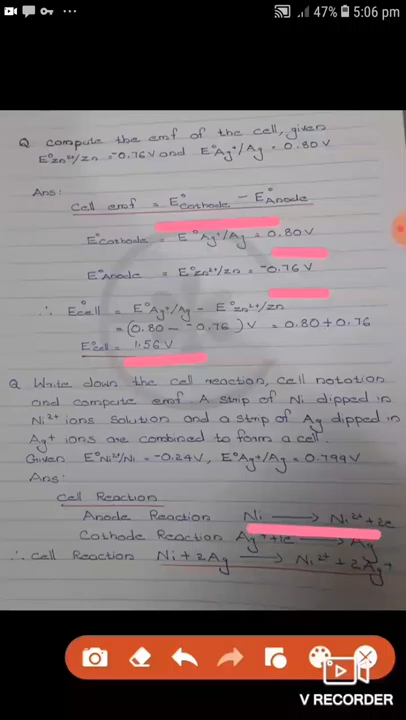 47% 5:06 pm
Q compute the emf of the cell, given
E°Zn²⁺/Zn = -0.76V and E°Ag⁺/Ag = 0.80V
Ans:
Cell emf = E°Cathode - E°Anode
E°Cathode = E°Ag⁺/Ag = 0.80V
E°Anode = E°Zn²⁺/Zn = -0.76V
∴ E°cell = E°Ag⁺/Ag - E°Zn²⁺/Zn
= (0.80 - -0.76) V = 0.80 + 0.76
E°cell = 1.56 V
Q Write down the cell reaction, cell notation
and compute emf. A strip of Ni dipped in
Ni²⁺ ions solution and a strip of Ag dipped in
Ag⁺ ions are combined to form a cell.
Given E°Ni²⁺/Ni = -0.24V, E°Ag⁺/Ag = 0.799V
Ans:
Cell Reaction
Anode Reaction Ni → Ni²⁺ + 2e
Cathode Reaction Ag⁺ + 1e → Ag
∴ Cell Reaction Ni + 2Ag → Ni²⁺ + 2Ag⁺
V RECORDER